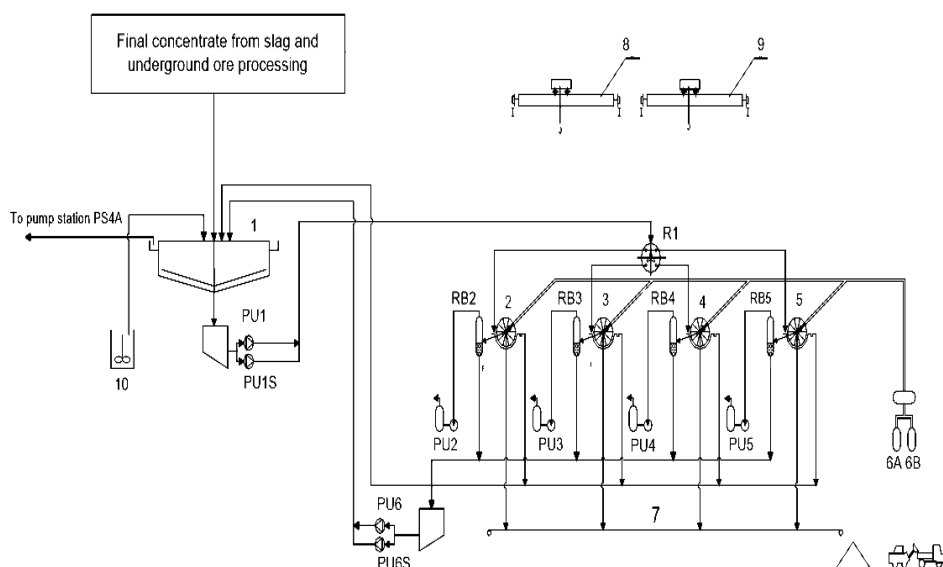 Final concentrate from slag and
underground ore processing
8
9
To pump station PS4A
1
R1
RB2
2
RB3
3
RB4
4
RB5
5
PU1
PU1S
10
PU2
PU3
PU4
PU5
6A 6B
PU6
PU6S
7